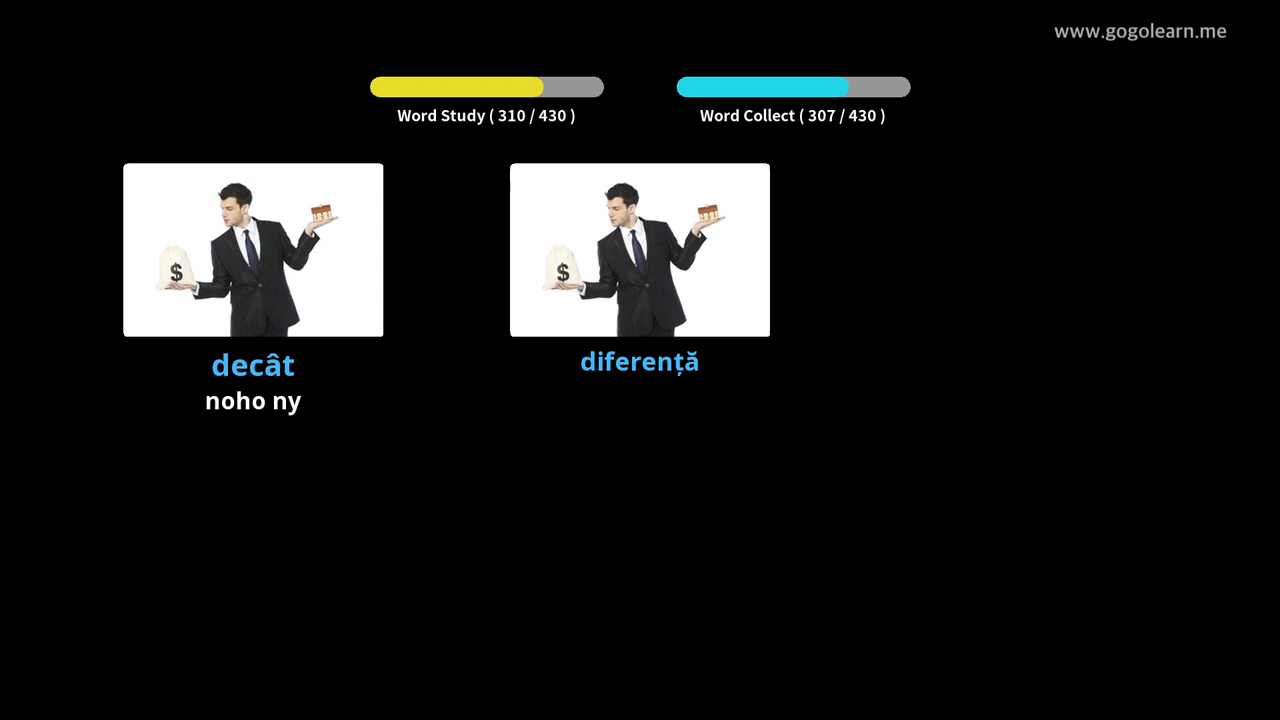 www.gogolearn.me
Word Study ( 310 / 430 )
Word Collect ( 307 / 430 )
$
$
decât
noho ny
diferență